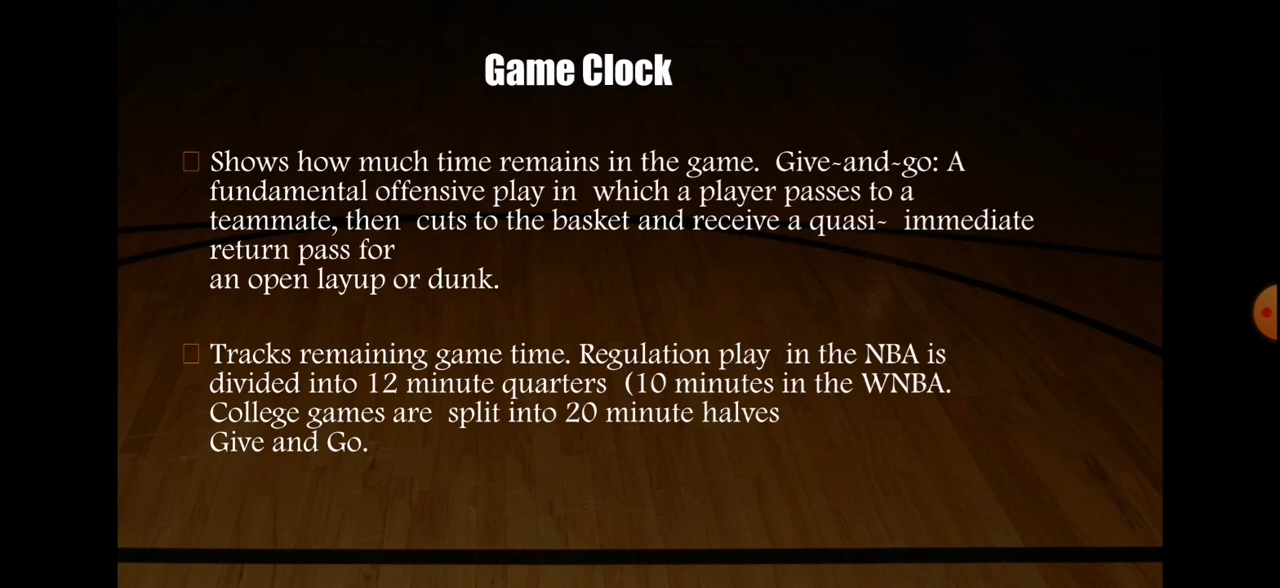 Game Clock
Shows how much time remains in the game.  Give-and-go: A
fundamental offensive play in  which a player passes to a
teammate, then  cuts to the basket and receive a quasi-  immediate
return pass for
an open layup or dunk.
Tracks remaining game time. Regulation play  in the NBA is
divided into 12 minute quarters  (10 minutes in the WNBA.
College games are  split into 20 minute halves
Give and Go.